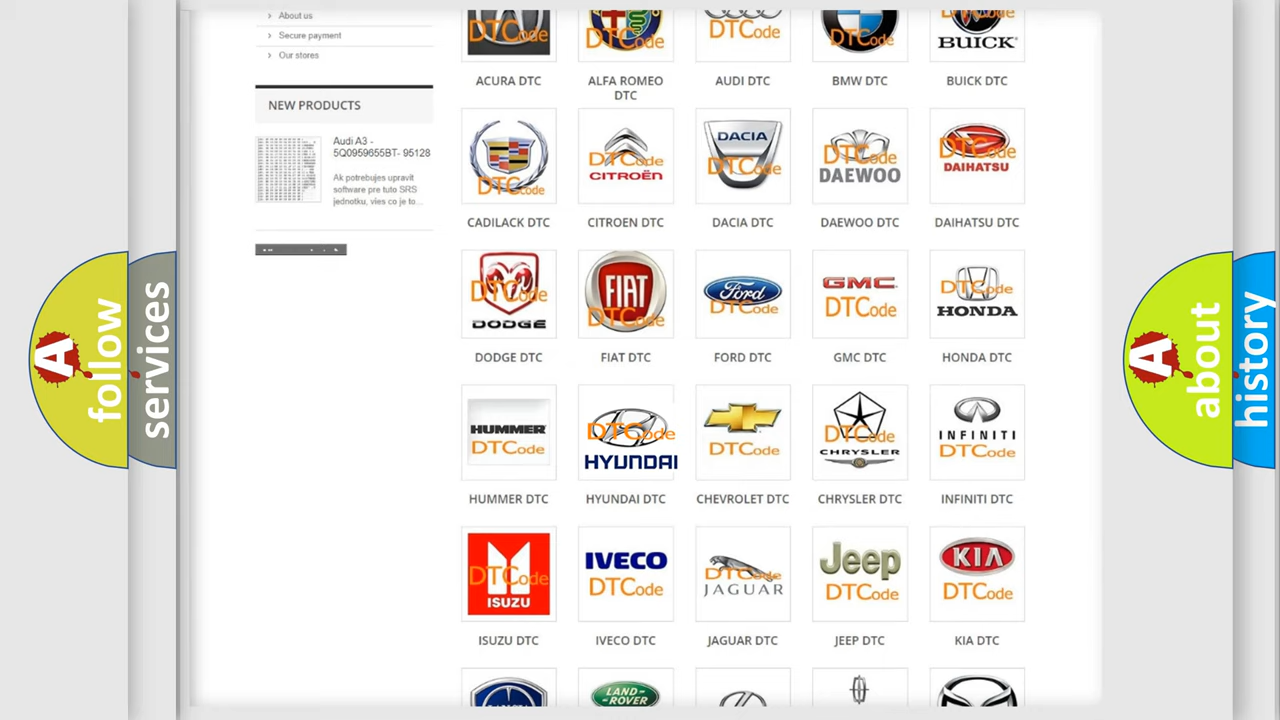 About us
Secure payment
Our stores
NEW PRODUCTS
Audi A3 -
5Q0959655BT- 95128
Ak potrebujes upravit
software pre tuto SRS
jednotku, vies co je to...
DTCode DTCode DTCode DTCode BUICK
ACURA DTC
ALFA ROMEO
DTC
AUDI DTC
BMW DTC
BUICK DTC
DTCode
DTCode
CITROËN
DACIA
DTCode
DTCode
DAEWOO
DTCode
DAIHATSU
CADILACK DTC
CITROEN DTC
DACIA DTC
DAEWOO DTC
DAIHATSU DTC
DTCode
DODGE
FIAT
DTCode
Ford
DTCode
GMC
DTCode
DTCode
HONDA
DODGE DTC
FIAT DTC
FORD DTC
GMC DTC
HONDA DTC
HUMMER
DTCode
DTCode
HYUNDAI
DTCode
DTCode
CHRYSLER
INFINITI
DTCode
HUMMER DTC
HYUNDAI DTC
CHEVROLET DTC
CHRYSLER DTC
INFINITI DTC
DTCode
ISUZU
IVECO
DTCode
DTCode
JAGUAR
Jeep
DTCode
KIA
DTCode
ISUZU DTC
IVECO DTC
JAGUAR DTC
JEEP DTC
KIA DTC
LAND-
ROVER
A
follow
services
A
about
history